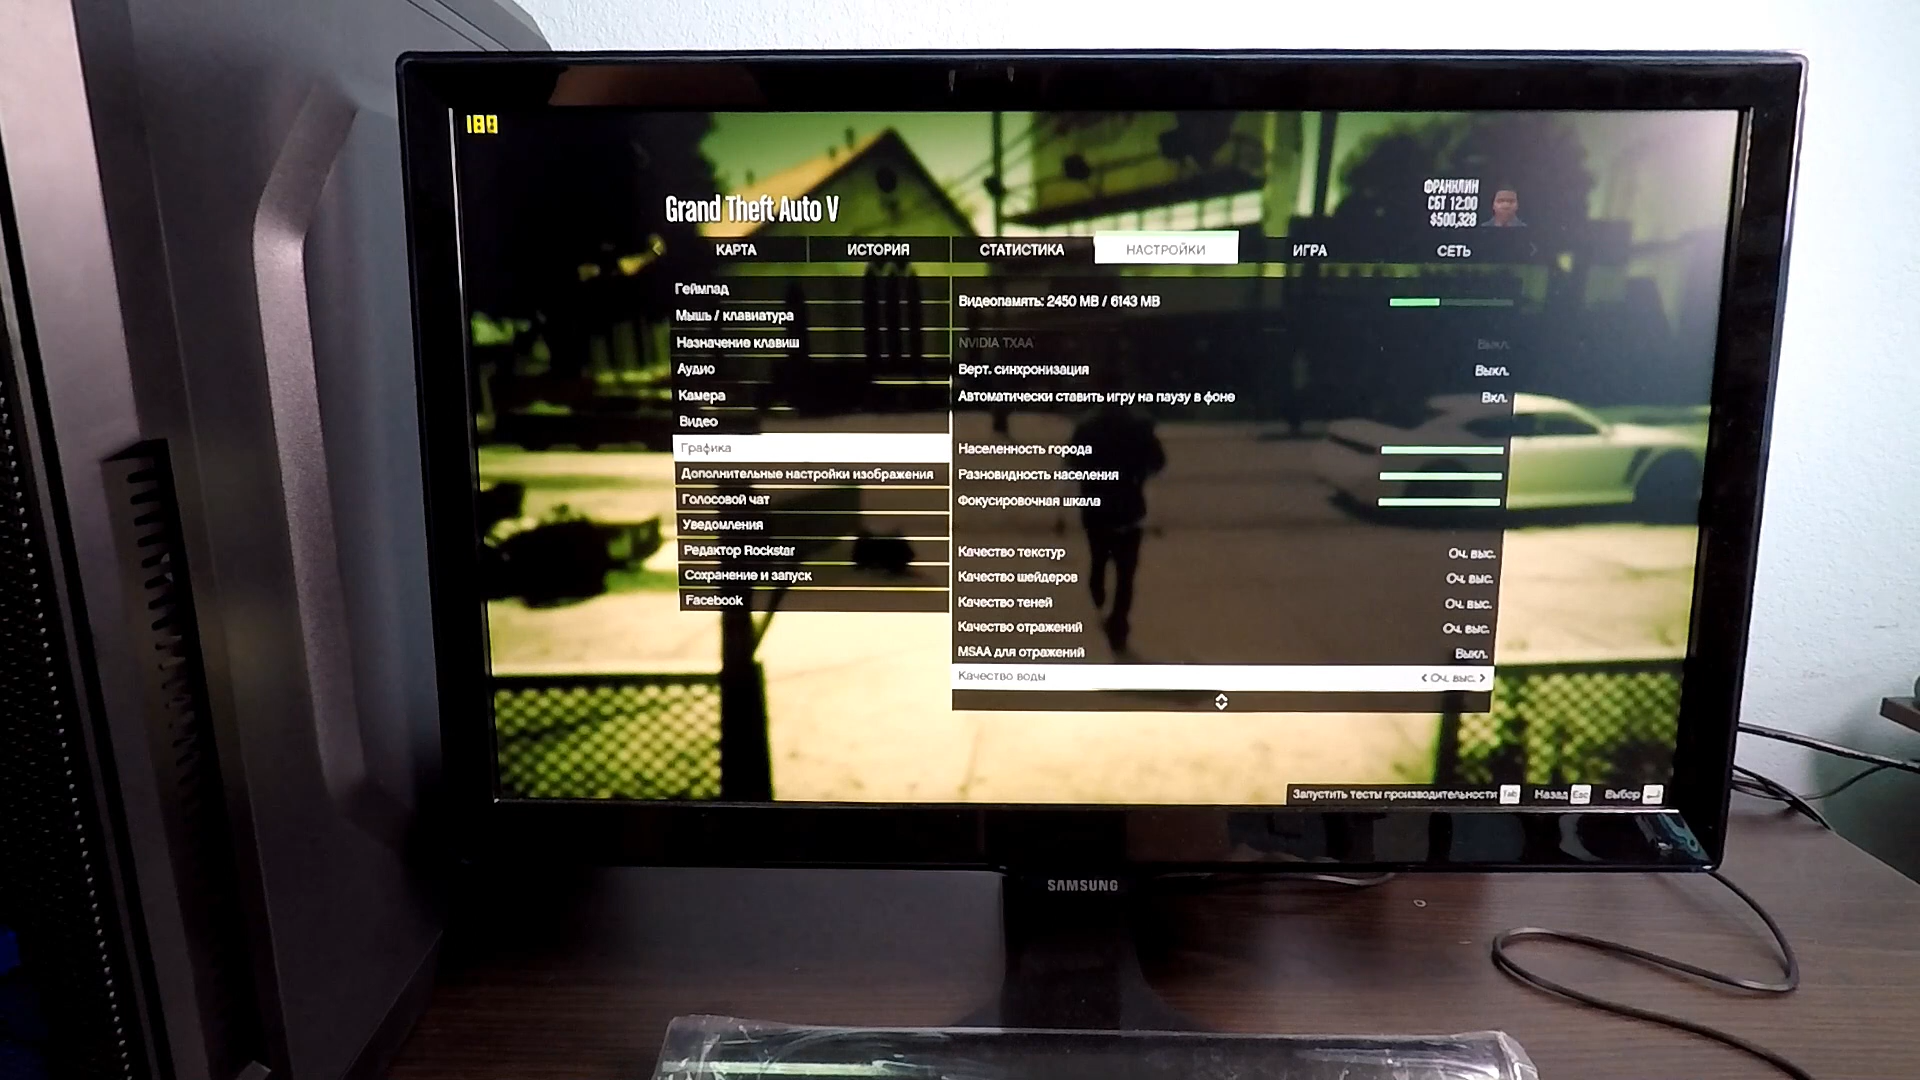 Grand Theft Auto V
ФРАНКЛИН
СБТ 12:00
$500,328
КАРТА ИСТОРИЯ СТАТИСТИКА НАСТРОЙКИ ИГРА СЕТЬ
Геймпад
Мышь / клавиатура
Назначение клавиш
Аудио
Камера
Видео
Графика
Дополнительные настройки изображения
Голосовой чат
Уведомления
Редактор Rockstar
Сохранение и запуск
Facebook
Видеопамять: 2450 MB / 6143 MB
NVIDIA TXAA Выкл.
Верт. синхронизация Выкл.
Автоматически ставить игру на паузу в фоне Вкл.
Населенность города
Разновидность населения
Фокусировочная шкала
Качество текстур Оч. выс.
Качество шейдеров Оч. выс.
Качество теней Оч. выс.
Качество отражений Оч. выс.
MSAA для отражений Выкл.
Качество воды < Оч. выс. >
Запустить тесты производительности Tab Назад Esc Выбор
SAMSUNG